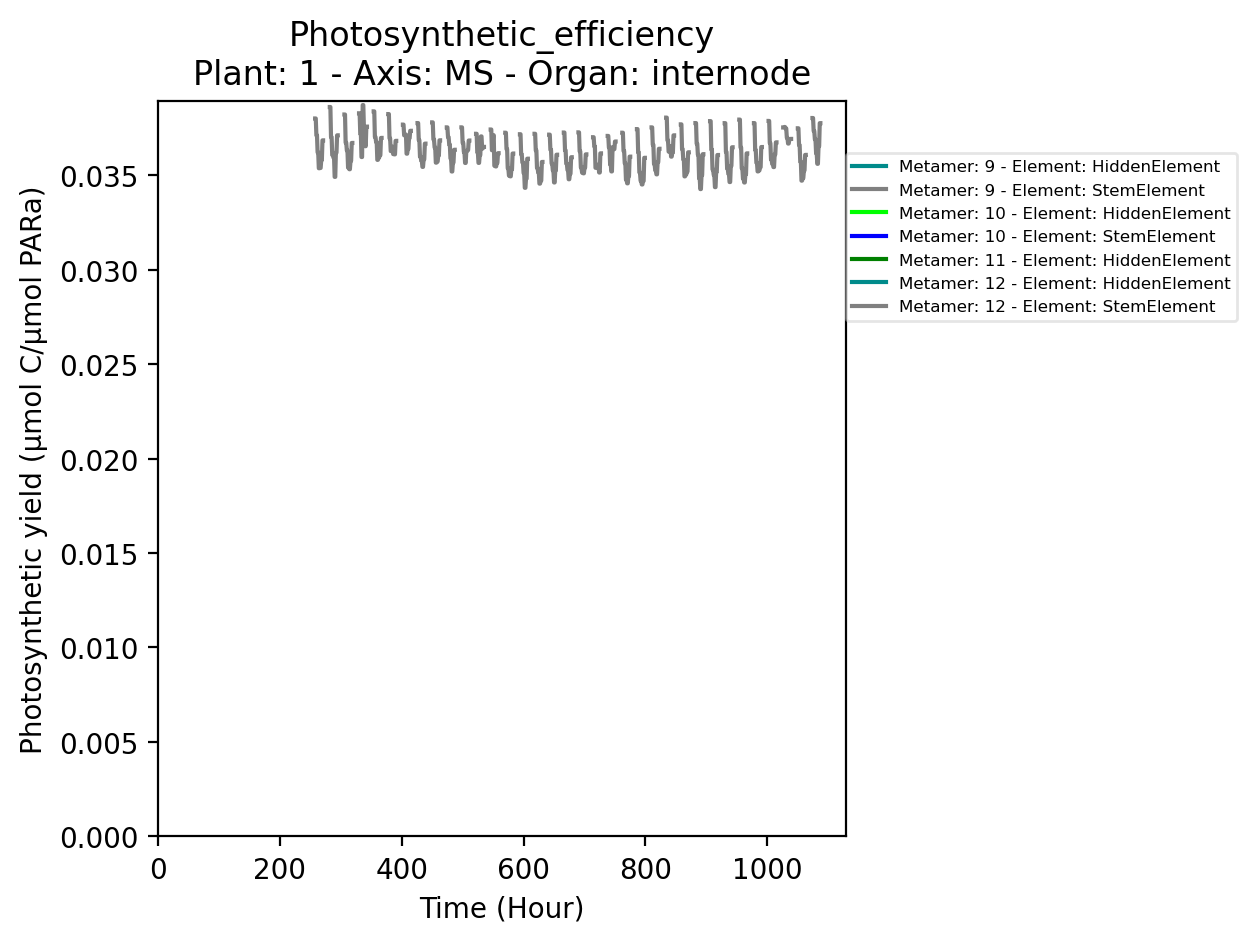 Photosynthetic_efficiency
Plant: 1 - Axis: MS - Organ: internode
Photosynthetic yield (µmol C/µmol PARa)
0.035
0.030
0.025
0.020
0.015
0.010
0.005
0.000
0
200
400
600
800
1000
Time (Hour)
Metamer: 9 - Element: HiddenElement
Metamer: 9 - Element: StemElement
Metamer: 10 - Element: HiddenElement
Metamer: 10 - Element: StemElement
Metamer: 11 - Element: HiddenElement
Metamer: 12 - Element: HiddenElement
Metamer: 12 - Element: StemElement